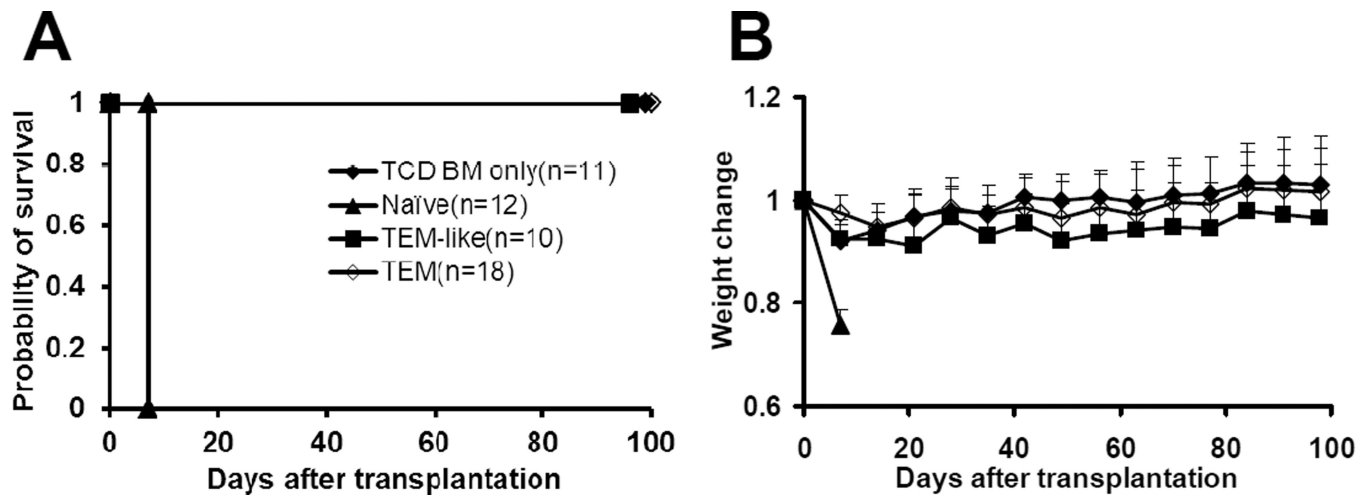 A
Probability of survival
1
0.8
0.6
0.4
0.2
0
0 20 40 60 80 100
Days after transplantation
TCD BM only(n=11)
Naïve(n=12)
TEM-like(n=10)
TEM(n=18)
B
Weight change
1.2
1
0.8
0.6
0 20 40 60 80 100
Days after transplantation